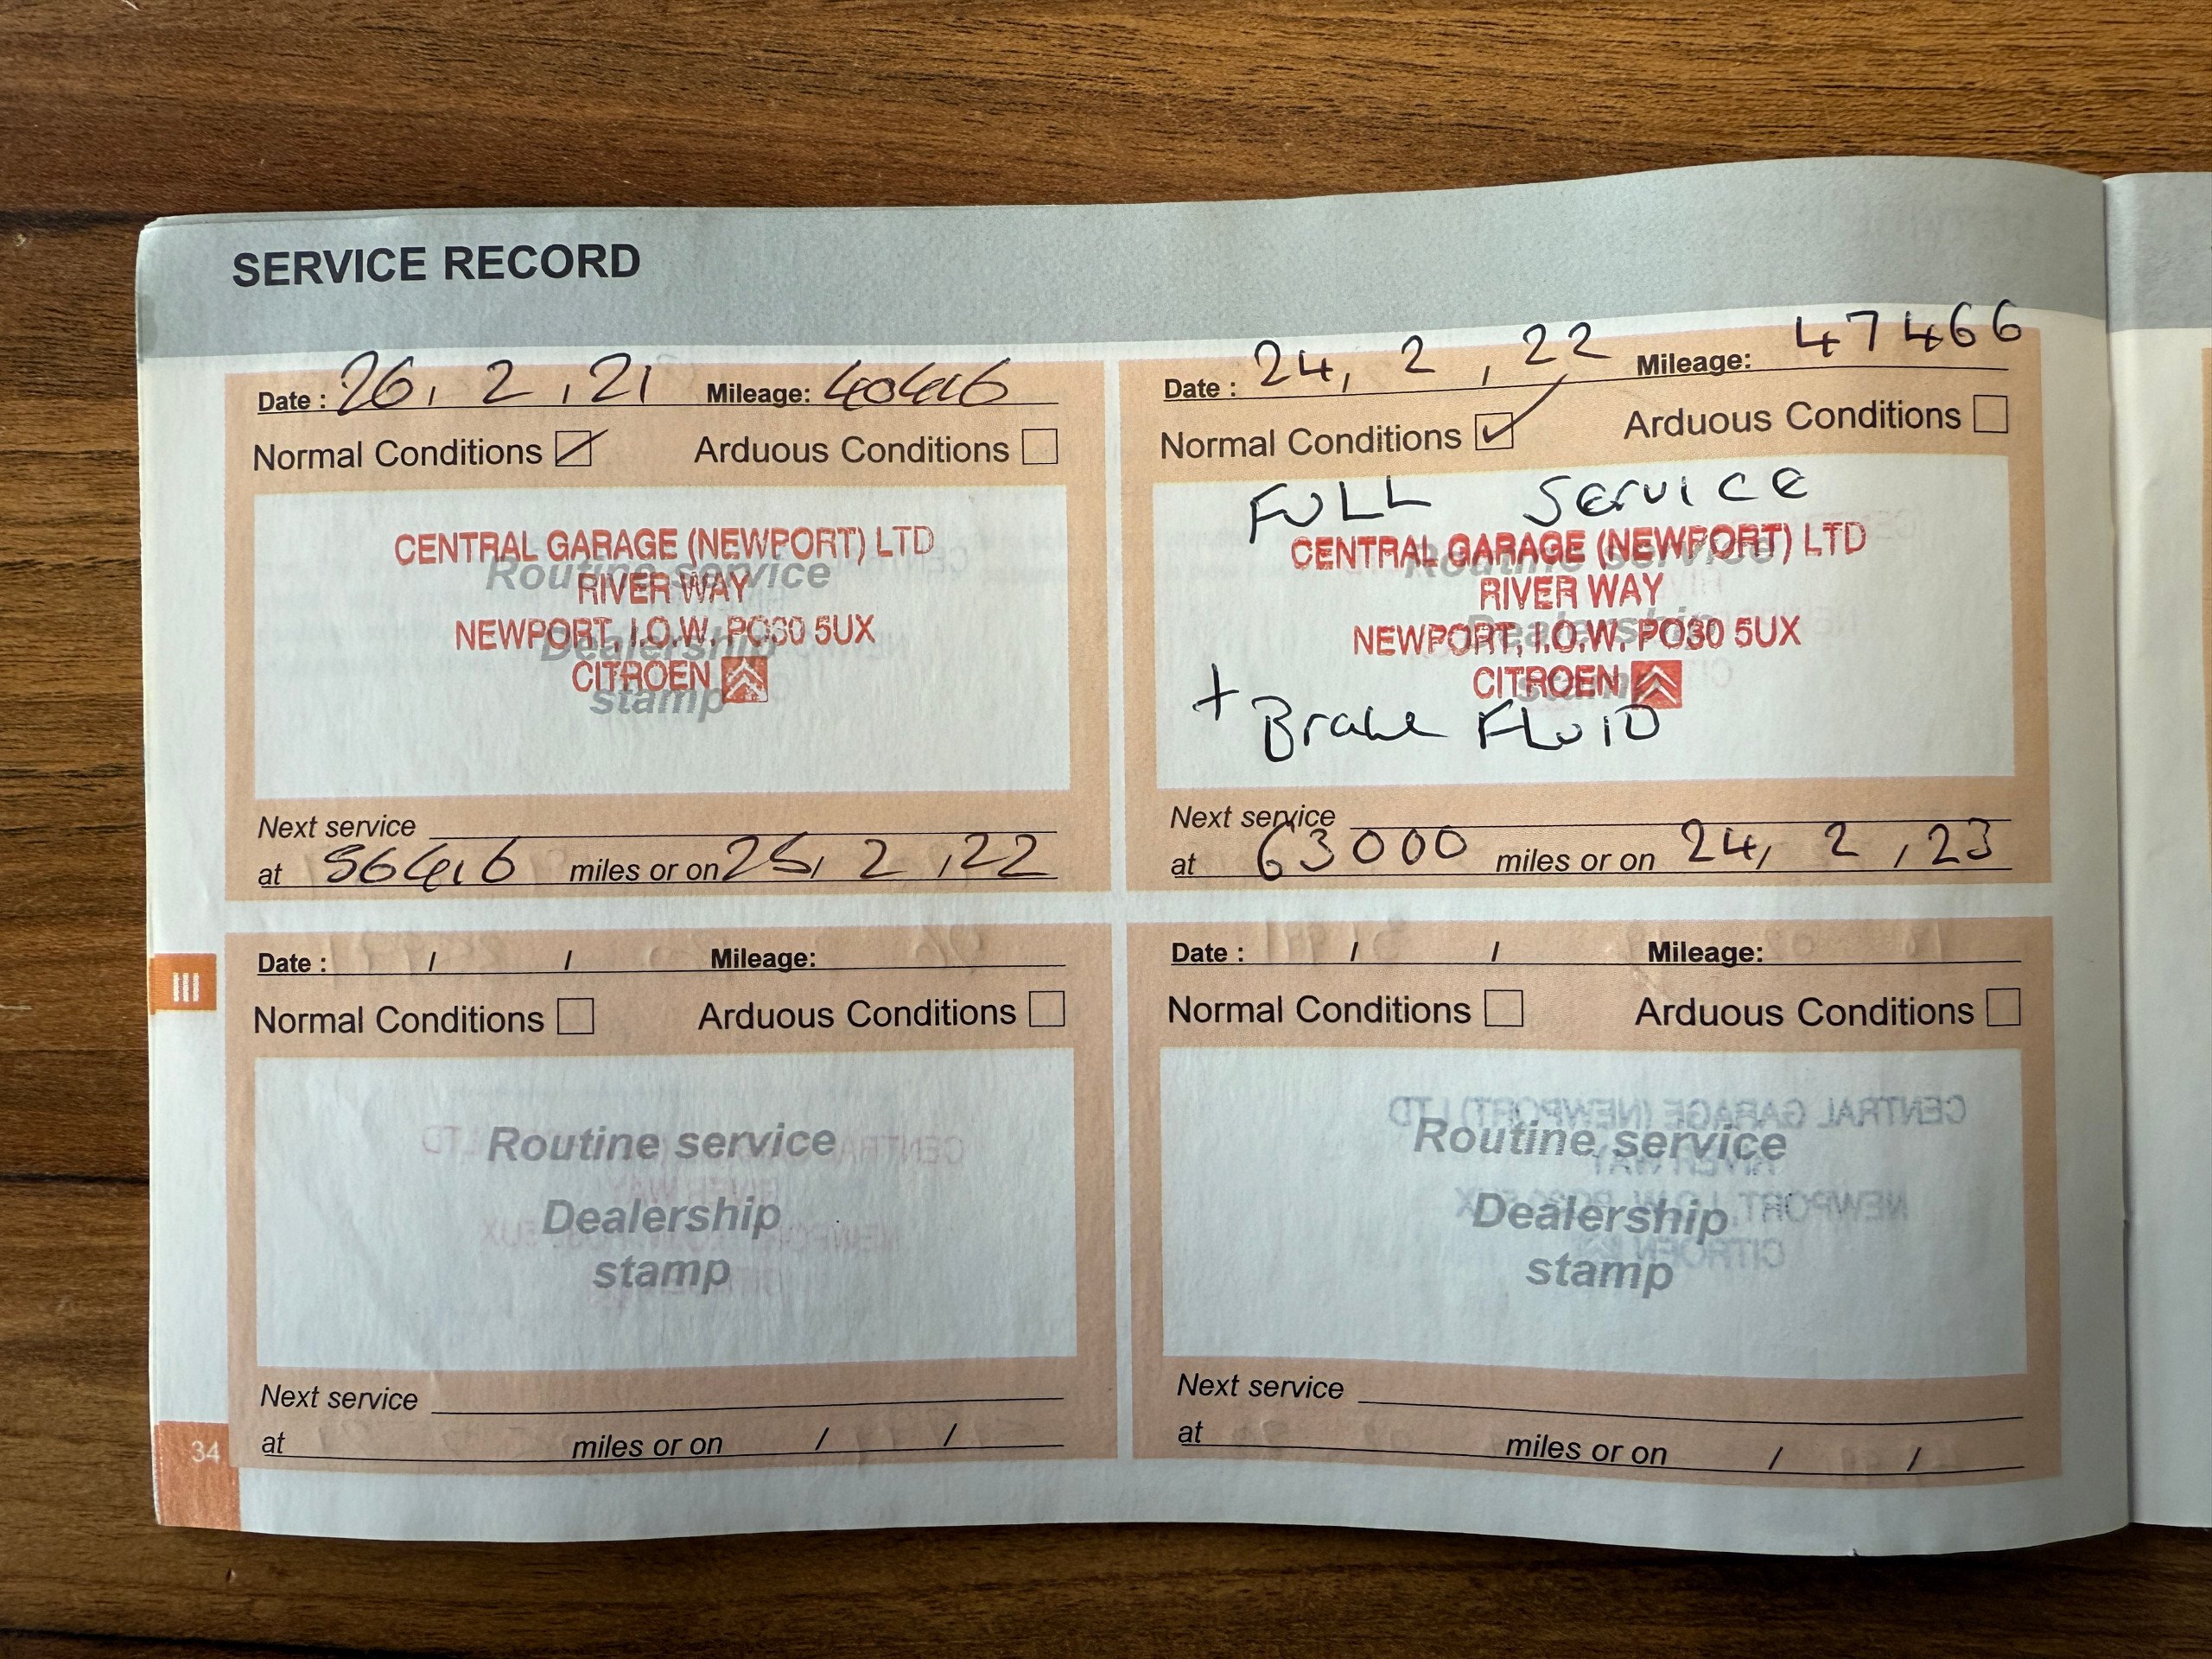 SERVICE RECORD
Date : 26, 2, 21 Mileage: 40416
Normal Conditions Arduous Conditions
Routine service
Dealership
stamp
CENTRAL GARAGE (NEWPORT) LTD
RIVER WAY
NEWPORT, I.O.W. PO30 5UX
CITROEN
Next service
at 56416 miles or on 25, 2, 22
Date : 24, 2, 22 Mileage: 47466
Normal Conditions Arduous Conditions
FULL Service
Routine service
Dealership
stamp
CENTRAL GARAGE (NEWPORT) LTD
RIVER WAY
NEWPORT, I.O.W. PO30 5UX
CITROEN
+ Brake FLUID
Next service
at 63000 miles or on 24, 2, 23
Date : / / Mileage:
Normal Conditions Arduous Conditions
Routine service
Dealership
stamp
Next service
at miles or on / /
Date : / / Mileage:
Normal Conditions Arduous Conditions
Routine service
Dealership
stamp
Next service
at miles or on / /
III
34